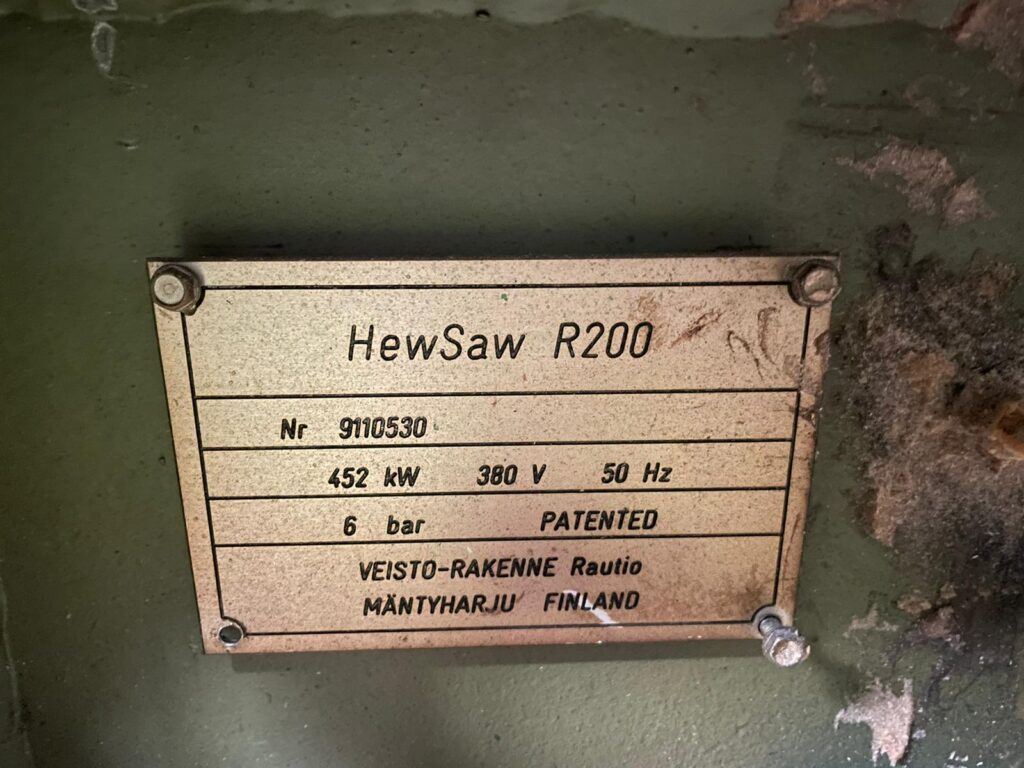 HewSaw R200
Nr 9110530
452 kW 380 V 50 Hz
6 bar PATENTED
VEISTO-RAKENNE Rautio
MÄNTYHARJU FINLAND